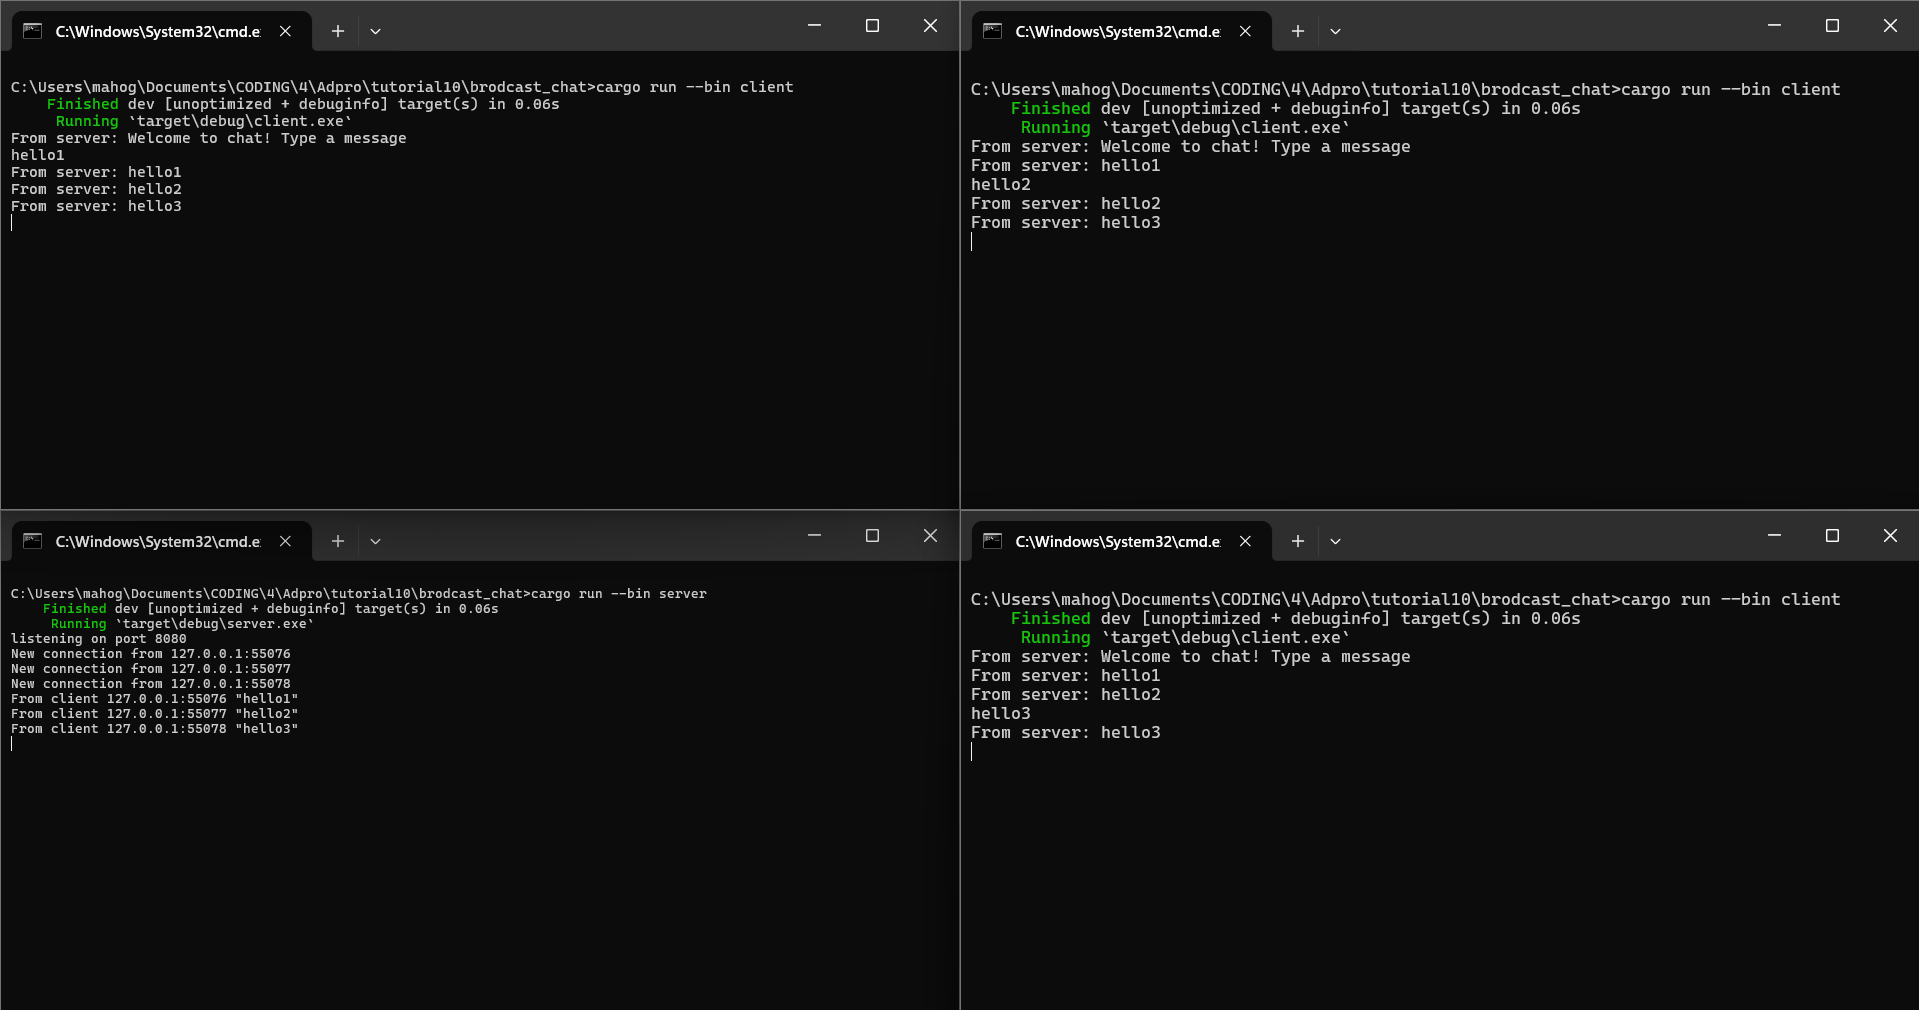 C:\Windows\System32\cmd.e
C:\Users\mahog\Documents\CODING\4\Adpro\tutorial10\brodcast_chat>cargo run --bin client
Finished dev [unoptimized + debuginfo] target(s) in 0.06s
Running `target\debug\client.exe`
From server: Welcome to chat! Type a message
hello1
From server: hello1
From server: hello2
From server: hello3
C:\Windows\System32\cmd.e
C:\Users\mahog\Documents\CODING\4\Adpro\tutorial10\brodcast_chat>cargo run --bin client
Finished dev [unoptimized + debuginfo] target(s) in 0.06s
Running `target\debug\client.exe`
From server: Welcome to chat! Type a message
From server: hello1
hello2
From server: hello2
From server: hello3
C:\Windows\System32\cmd.e
C:\Users\mahog\Documents\CODING\4\Adpro\tutorial10\brodcast_chat>cargo run --bin server
Finished dev [unoptimized + debuginfo] target(s) in 0.06s
Running `target\debug\server.exe`
listening on port 8080
New connection from 127.0.0.1:55076
New connection from 127.0.0.1:55077
New connection from 127.0.0.1:55078
From client 127.0.0.1:55076 "hello1"
From client 127.0.0.1:55077 "hello2"
From client 127.0.0.1:55078 "hello3"
C:\Windows\System32\cmd.e
C:\Users\mahog\Documents\CODING\4\Adpro\tutorial10\brodcast_chat>cargo run --bin client
Finished dev [unoptimized + debuginfo] target(s) in 0.06s
Running `target\debug\client.exe`
From server: Welcome to chat! Type a message
From server: hello1
From server: hello2
hello3
From server: hello3